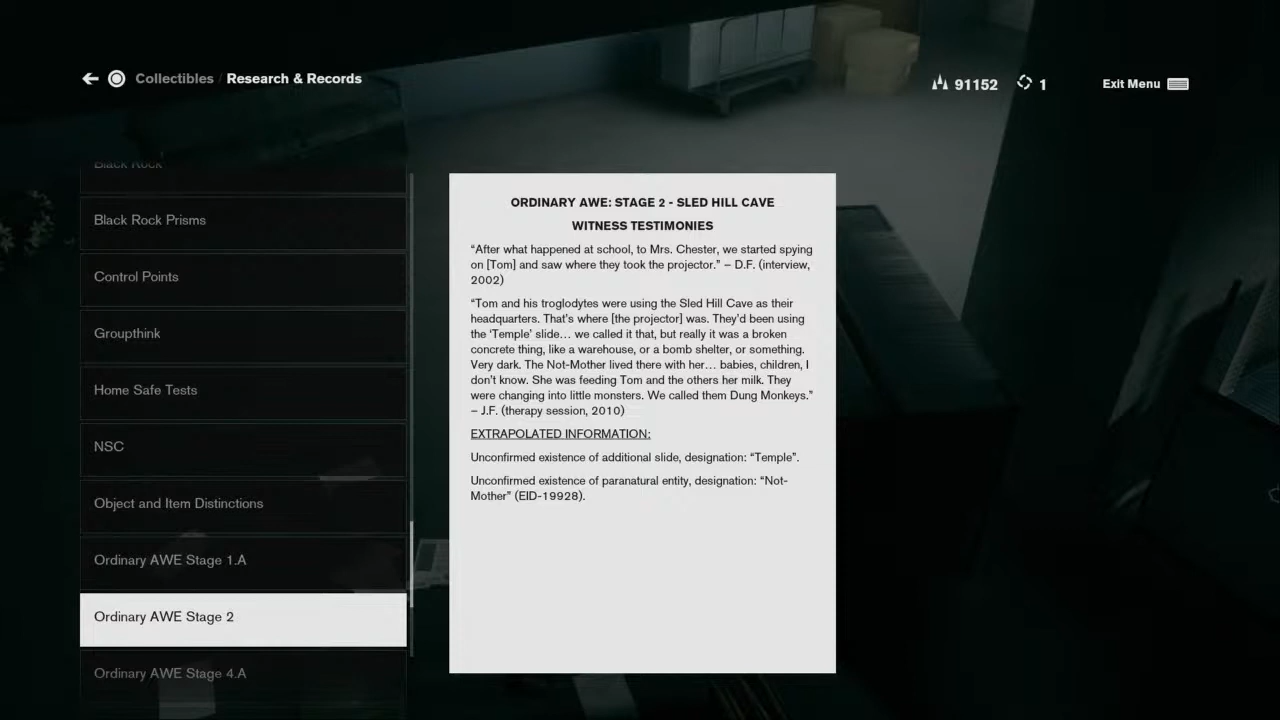 Collectibles / Research & Records
91152
1
Exit Menu
Black Rock
Black Rock Prisms
Control Points
Groupthink
Home Safe Tests
NSC
Object and Item Distinctions
Ordinary AWE Stage 1.A
Ordinary AWE Stage 2
Ordinary AWE Stage 4.A
ORDINARY AWE: STAGE 2 - SLED HILL CAVE
WITNESS TESTIMONIES
“After what happened at school, to Mrs. Chester, we started spying
on [Tom] and saw where they took the projector.” – D.F. (interview,
2002)
“Tom and his troglodytes were using the Sled Hill Cave as their
headquarters. That’s where [the projector] was. They’d been using
the ‘Temple’ slide… we called it that, but really it was a broken
concrete thing, like a warehouse, or a bomb shelter, or something.
Very dark. The Not-Mother lived there with her… babies, children, I
don’t know. She was feeding Tom and the others her milk. They
were changing into little monsters. We called them Dung Monkeys.”
– J.F. (therapy session, 2010)
EXTRAPOLATED INFORMATION:
Unconfirmed existence of additional slide, designation: “Temple”.
Unconfirmed existence of paranatural entity, designation: “Not-
Mother” (EID-19928).